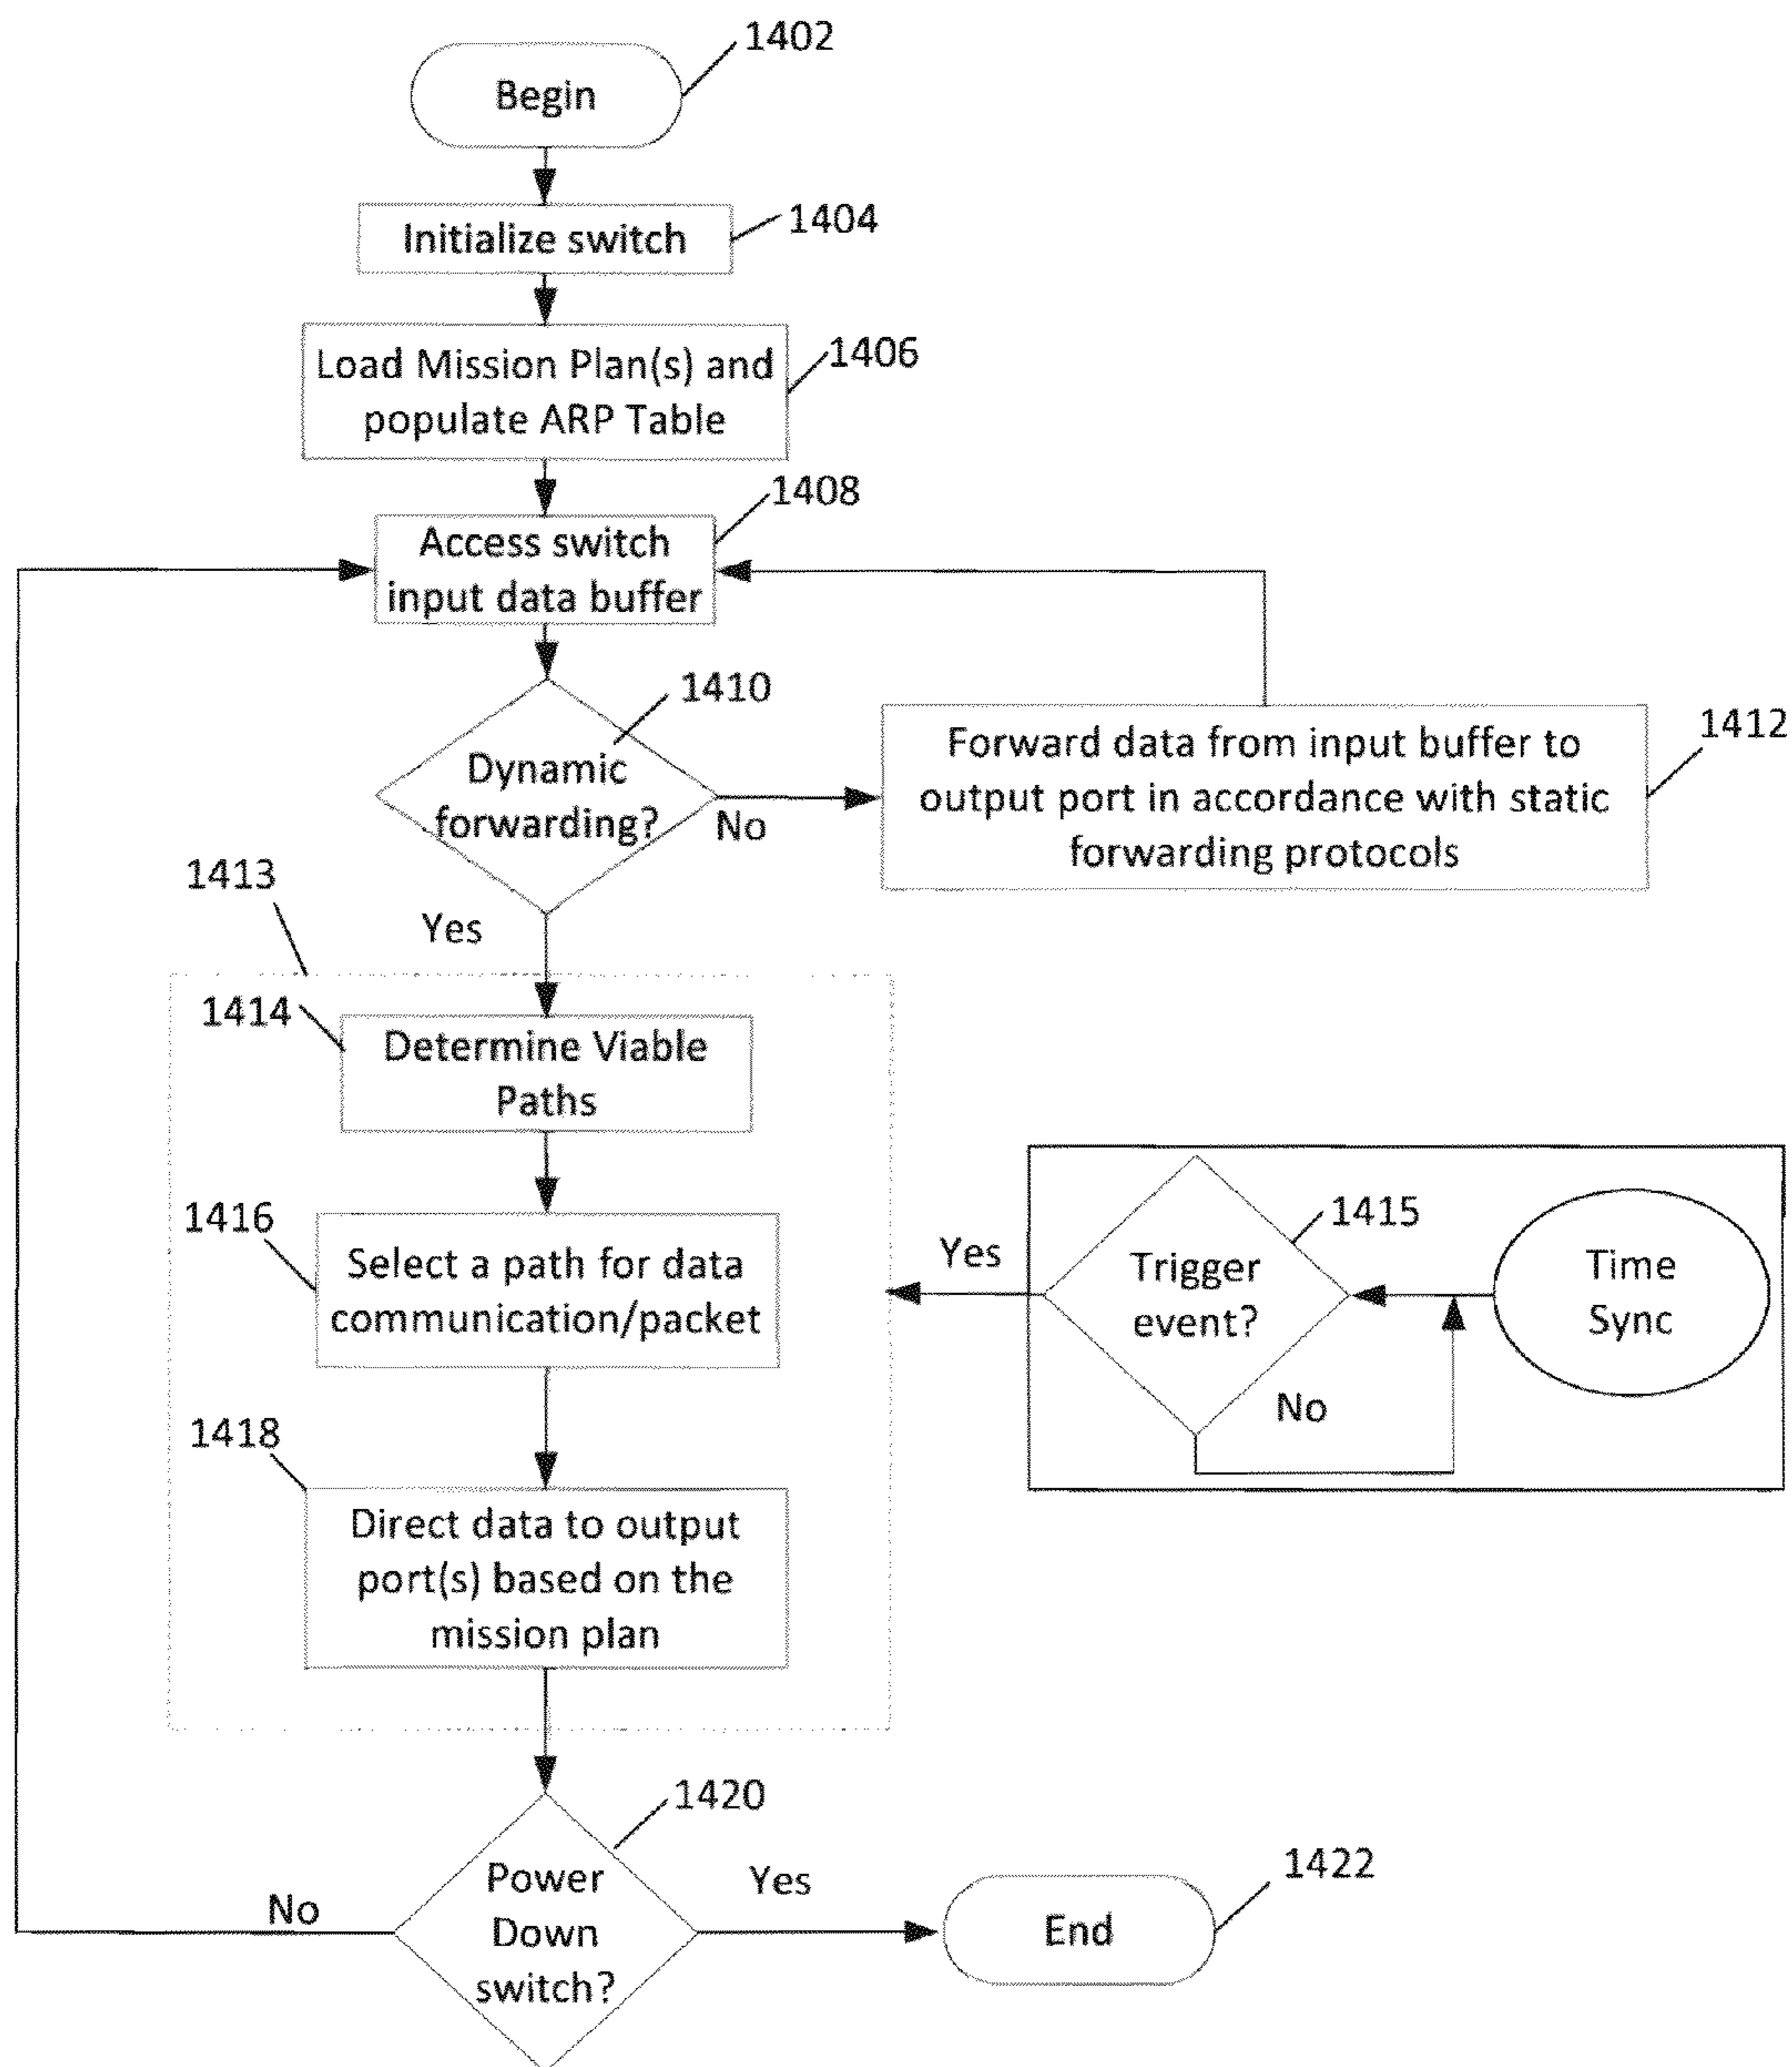 1402
Begin
1404
Initialize switch
1406
Load Mission Plan(s) and
populate ARP Table
1408
Access switch
input data buffer
1410
Dynamic
forwarding?
No
1412
Forward data from input buffer to
output port in accordance with static
forwarding protocols
1413
Yes
1414
Determine Viable
Paths
1416
Select a path for data
communication/packet
Yes
1415
Trigger
event?
No
Time
Sync
1418
Direct data to output
port(s) based on the
mission plan
1420
Power
Down
switch?
No
Yes
1422
End